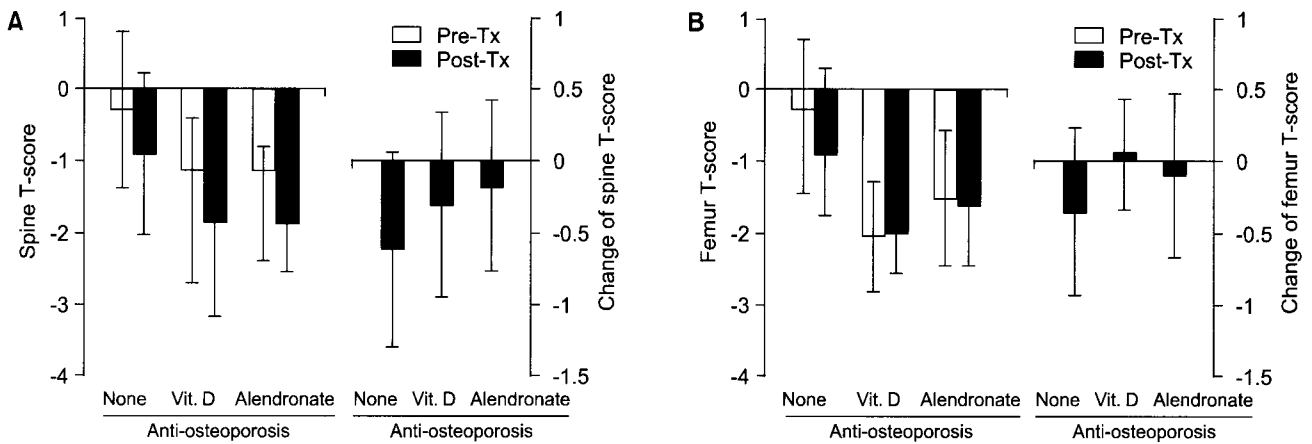 A
Spine T-score
1
0
-1
-2
-3
-4
None Vit. D Alendronate
Anti-osteoporosis
Pre-Tx
Post-Tx
None Vit. D Alendronate
Anti-osteoporosis
1
0.5
0
-0.5
-1
-1.5
Change of spine T-score
B
Femur T-score
1
0
-1
-2
-3
-4
None Vit. D Alendronate
Anti-osteoporosis
Pre-Tx
Post-Tx
None Vit. D Alendronate
Anti-osteoporosis
1
0.5
0
-0.5
-1
-1.5
Change of femur T-score